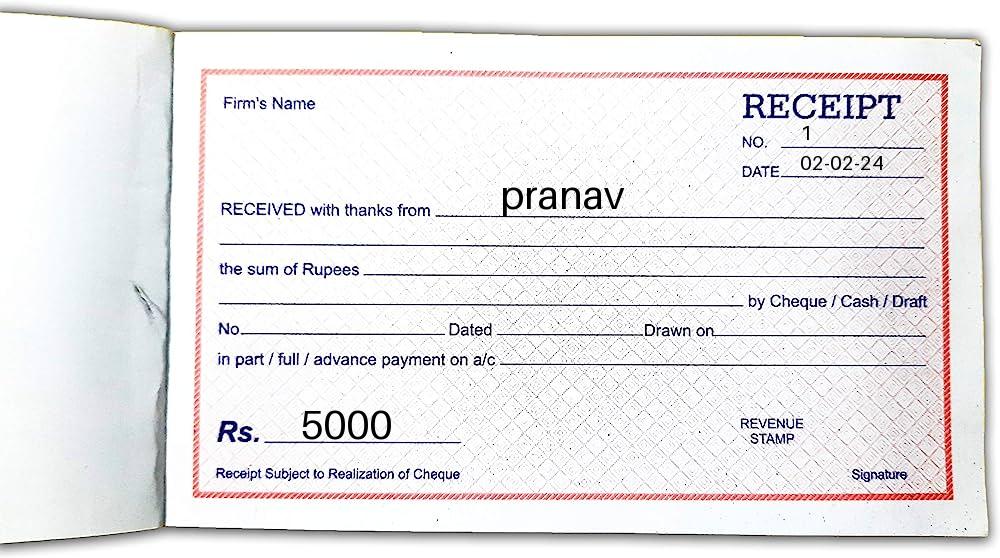 Firm's Name
RECEIPT
NO. 1
DATE 02-02-24
RECEIVED with thanks from pranav
the sum of Rupees
by Cheque / Cash / Draft
No. Dated Drawn on
in part / full / advance payment on a/c
Rs. 5000
REVENUE
STAMP
Receipt Subject to Realization of Cheque
Signature